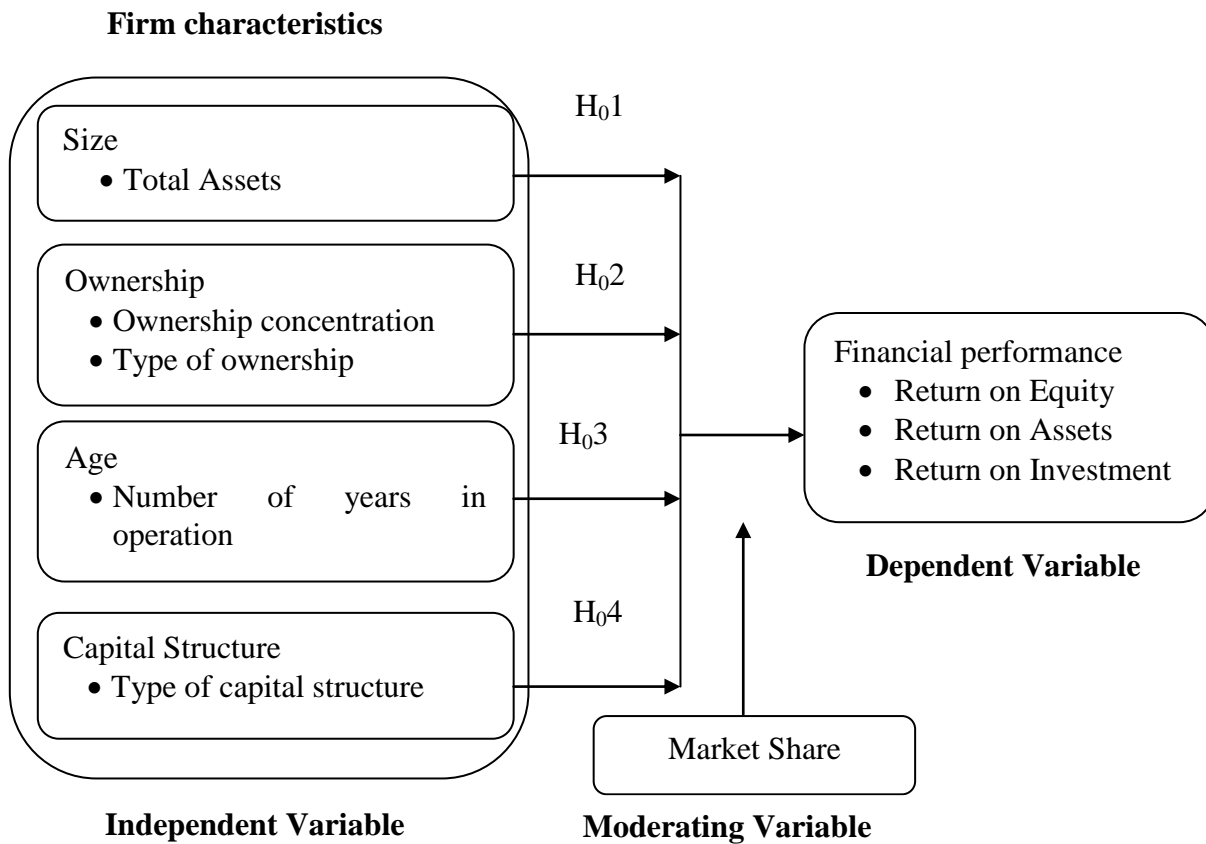 Firm characteristics
Size
• Total Assets
Ownership
• Ownership concentration
• Type of ownership
Age
• Number of years in
operation
Capital Structure
• Type of capital structure
Independent Variable
H₀1
H₀2
H₀3
H₀4
Market Share
Moderating Variable
Financial performance
• Return on Equity
• Return on Assets
• Return on Investment
Dependent Variable